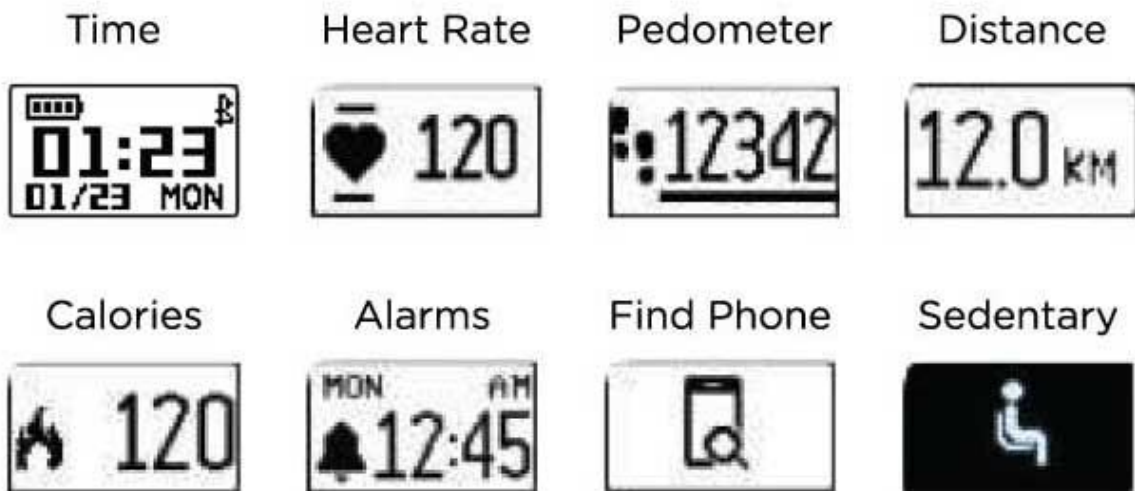 Time
Heart Rate
Pedometer
Distance
01:23
01/23 MON
120
12342
12.0 KM
Calories
Alarms
Find Phone
Sedentary
120
MON AM
12:45